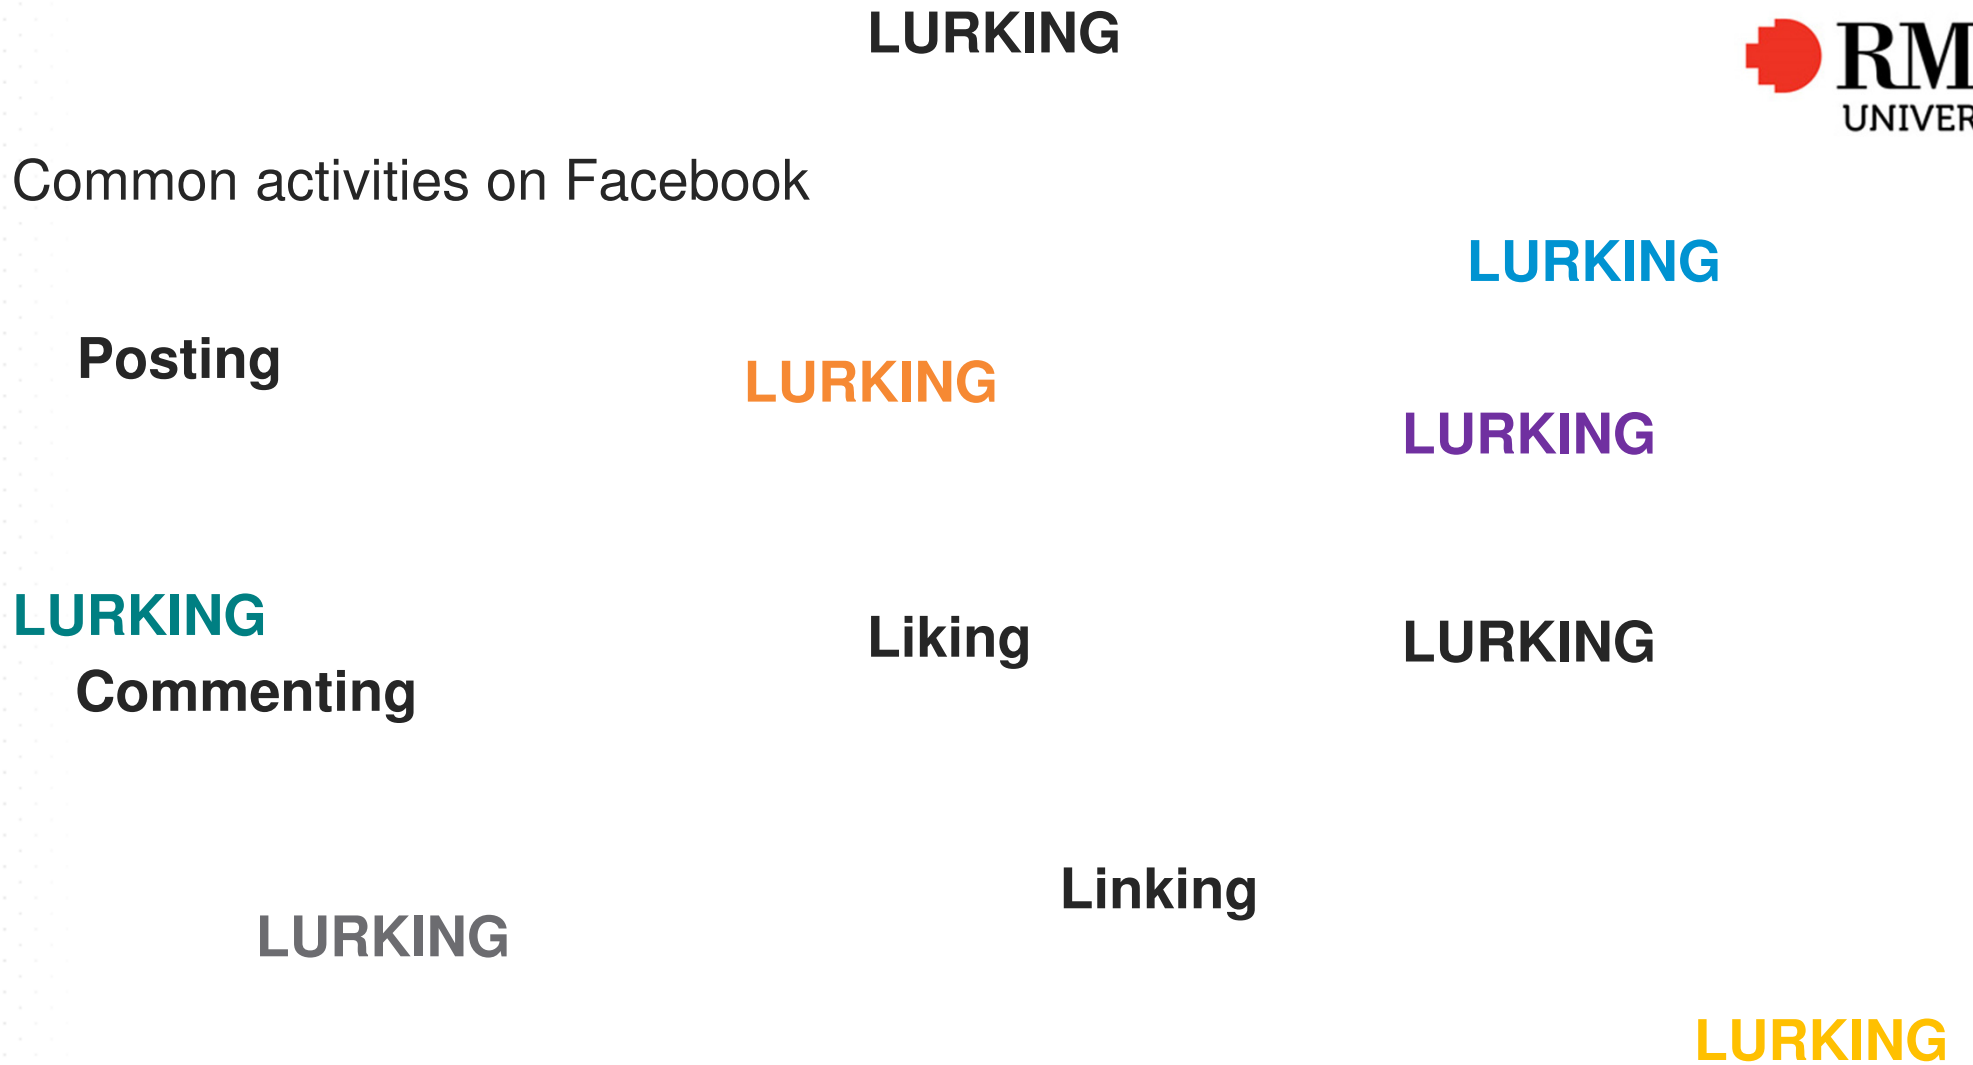 LURKING
RM
UNIVER
Common activities on Facebook
LURKING
Posting
LURKING
LURKING
LURKING
Liking
LURKING
Commenting
Linking
LURKING
LURKING